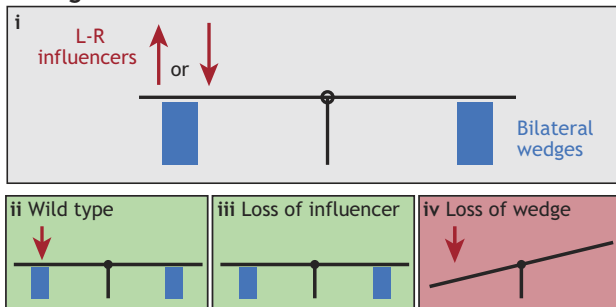 i
L-R
influencers
or
Bilateral
wedges
ii Wild type
iii Loss of influencer
iv Loss of wedge